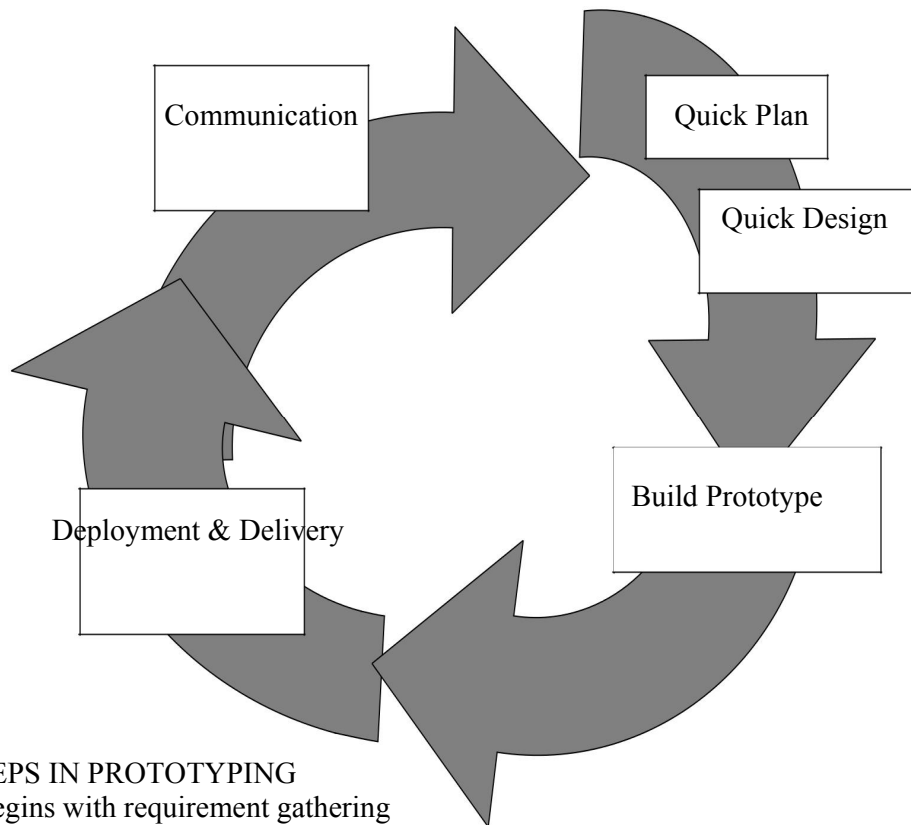 Communication
Quick Plan
Quick Design
Build Prototype
Deployment & Delivery
EPS IN PROTOTYPING
egins with requirement gathering